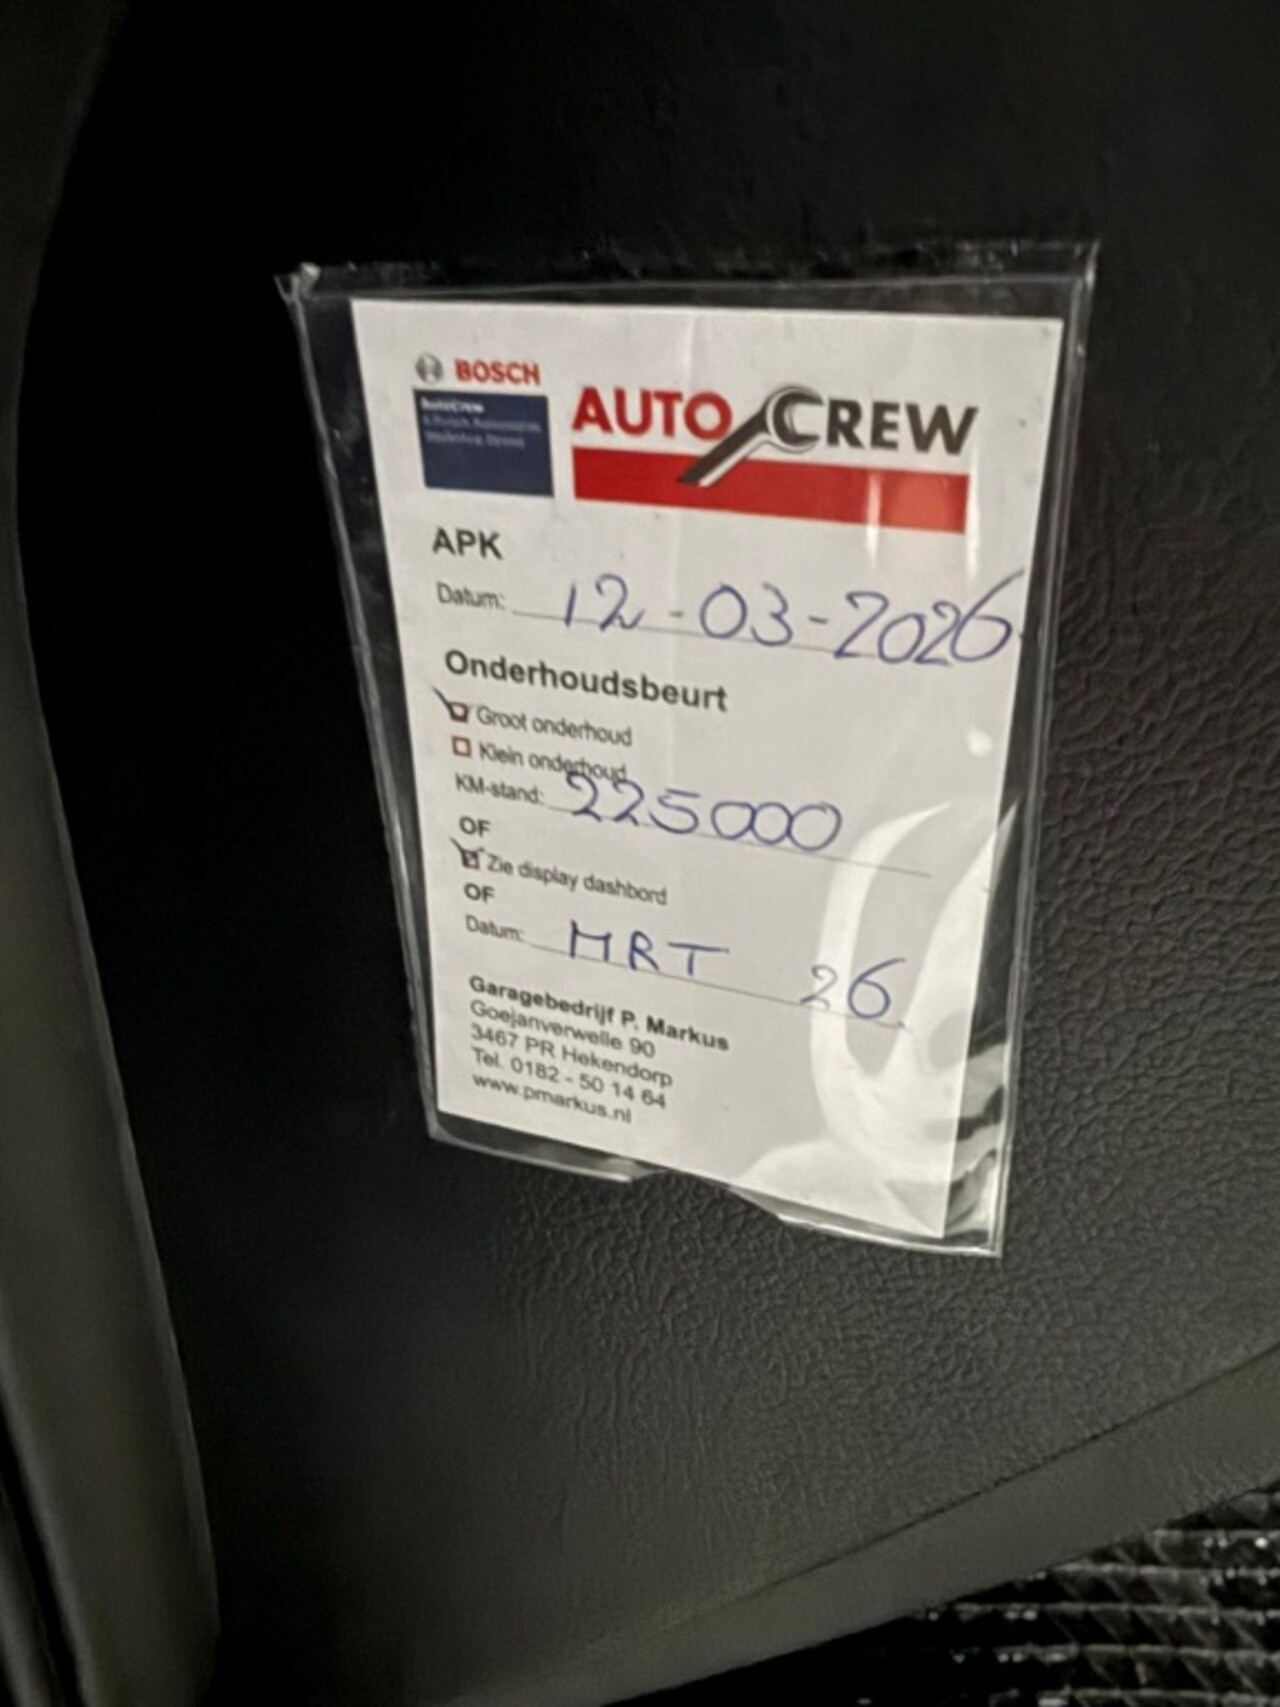 BOSCH
AUTO CREW
AutoCrew
APK
Datum: 12-03-2026
Onderhoudsbeurt
Groot onderhoud
Klein onderhoud
KM-stand: 225000
OF
Zie display dashbord
OF
Datum: MRT 26
Garagebedrijf P. Markus
Goejanverwelle 90
3467 PR Hekendorp
Tel. 0182 - 50 14 64
www.pmarkus.nl